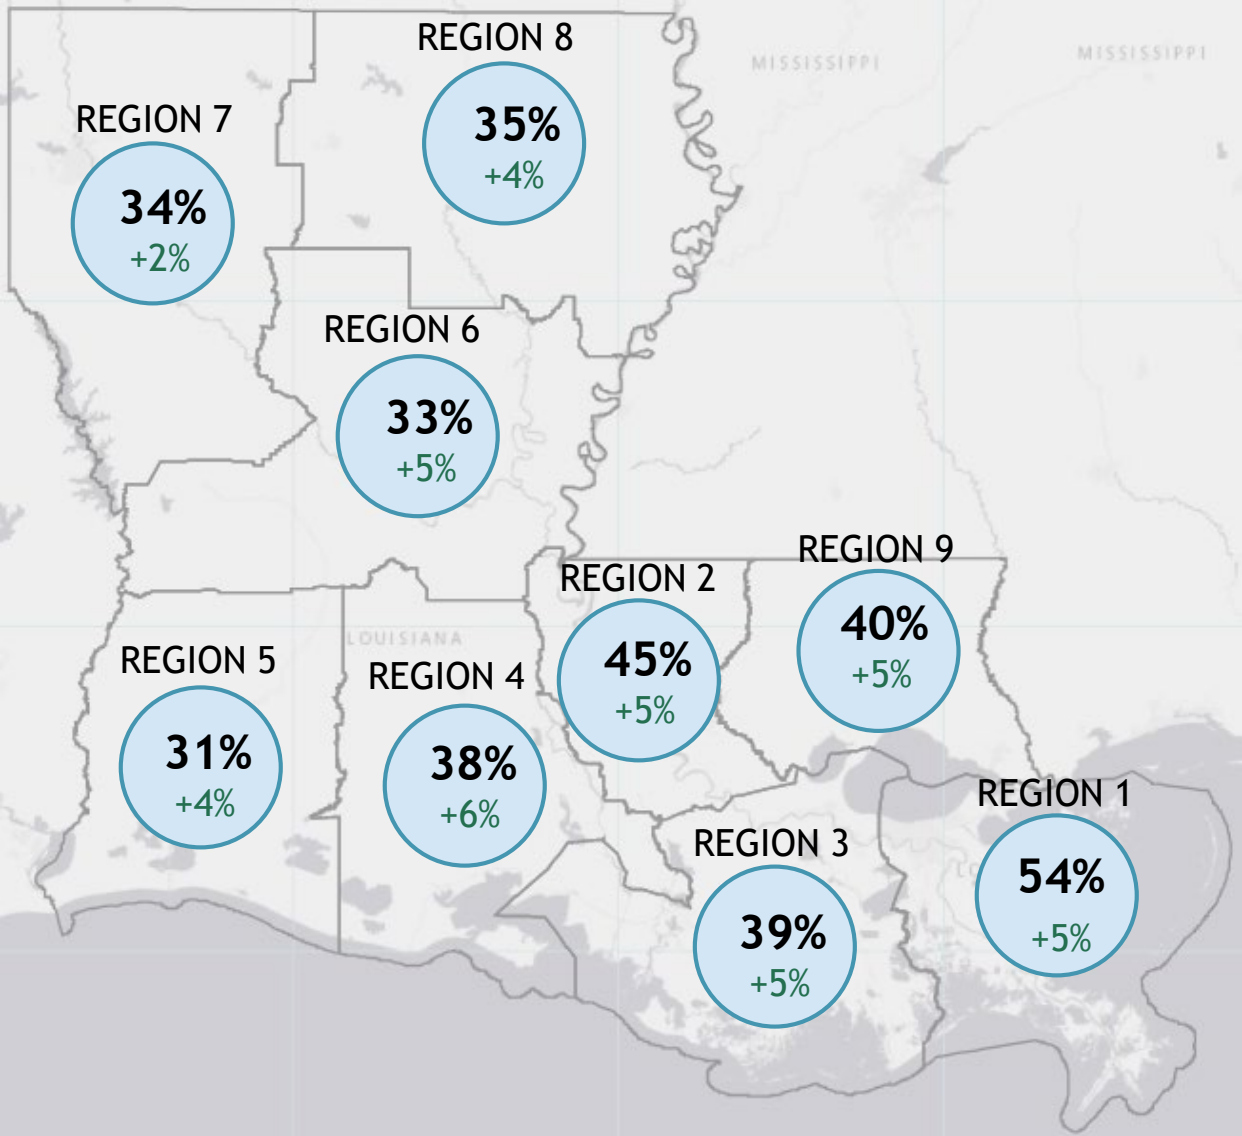 REGION 8
35%
+4%
MISSISSIPPI
MISSISSIPPI
REGION 7
34%
+2%
REGION 6
33%
+5%
REGION 9
40%
+5%
REGION 2
45%
+5%
LOUISIANA
REGION 5
31%
+4%
REGION 4
38%
+6%
REGION 1
54%
+5%
REGION 3
39%
+5%